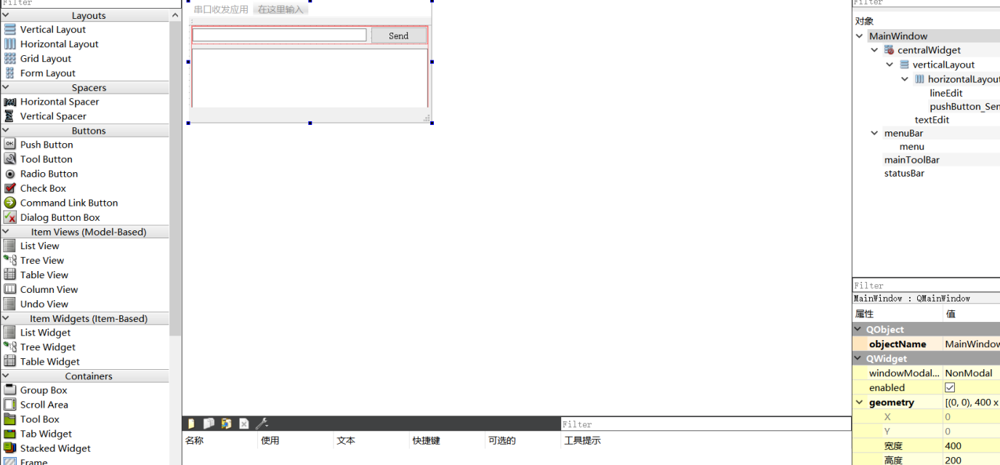 Filter
Layouts
Vertical Layout
Horizontal Layout
Grid Layout
Form Layout
Spacers
Horizontal Spacer
Vertical Spacer
Buttons
Push Button
Tool Button
Radio Button
Check Box
Command Link Button
Dialog Button Box
Item Views (Model-Based)
List View
Tree View
Table View
Column View
Undo View
Item Widgets (Item-Based)
List Widget
Tree Widget
Table Widget
Containers
Group Box
Scroll Area
Tool Box
Tab Widget
Stacked Widget
Frame
串口收发应用 在这里输入
Send
Filter
名称 使用 文本 快捷键 可选的 工具提示
Filter
对象
MainWindow
centralWidget
verticalLayout
horizontalLayout
lineEdit
pushButton_Sen
textEdit
menuBar
menu
mainToolBar
statusBar
Filter
MainWindow : QMainWindow
属性 值
QObject
objectName MainWindow
QWidget
windowModal... NonModal
enabled
geometry [(0, 0), 400 x
X 0
Y 0
宽度 400
高度 200